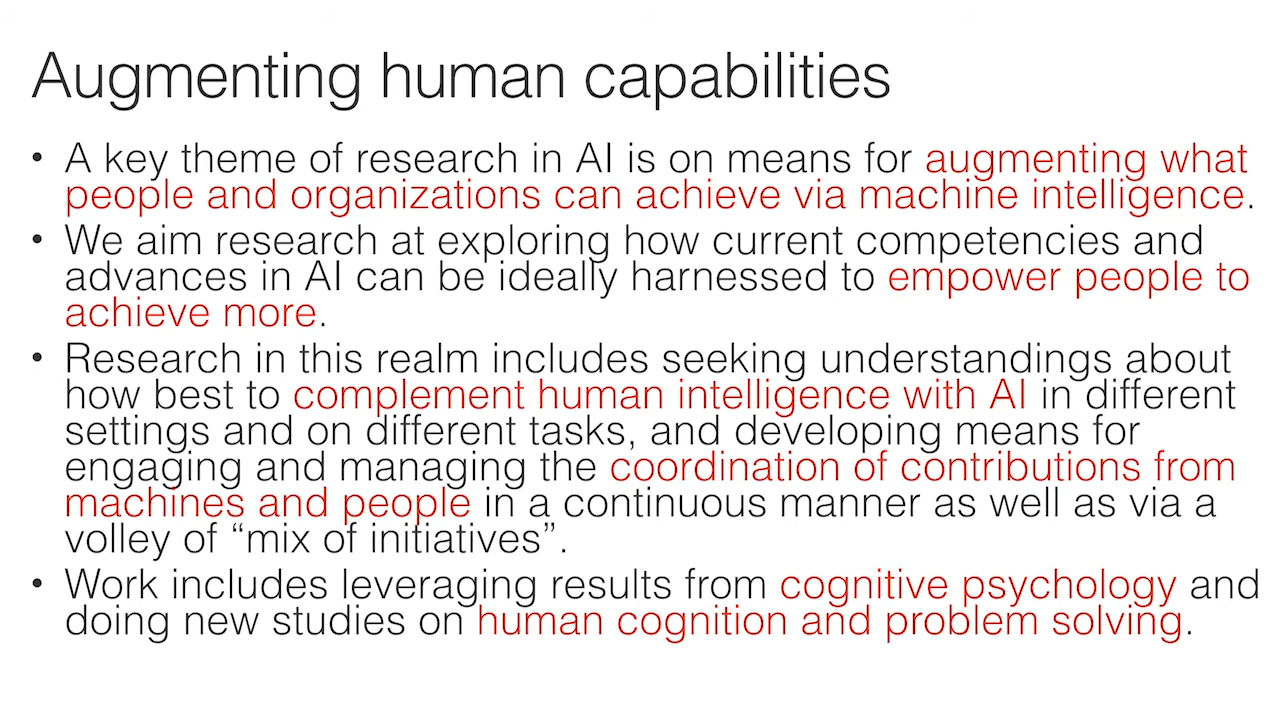 Augmenting human capabilities
• A key theme of research in AI is on means for augmenting what
people and organizations can achieve via machine intelligence.
• We aim research at exploring how current competencies and
advances in AI can be ideally harnessed to empower people to
achieve more.
• Research in this realm includes seeking understandings about
how best to complement human intelligence with AI in different
settings and on different tasks, and developing means for
engaging and managing the coordination of contributions from
machines and people in a continuous manner as well as via a
volley of “mix of initiatives”.
• Work includes leveraging results from cognitive psychology and
doing new studies on human cognition and problem solving.